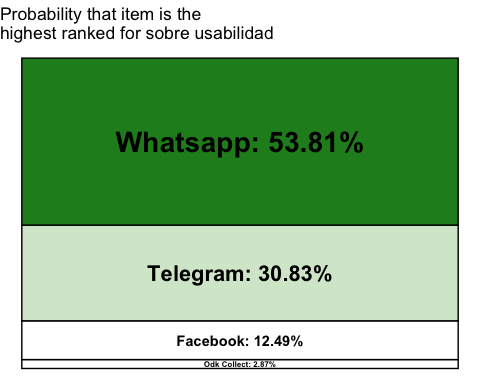 Probability that item is the
highest ranked for sobre usabilidad
Whatsapp: 53.81%
Telegram: 30.83%
Facebook: 12.49%
Odk Collect: 2.87%